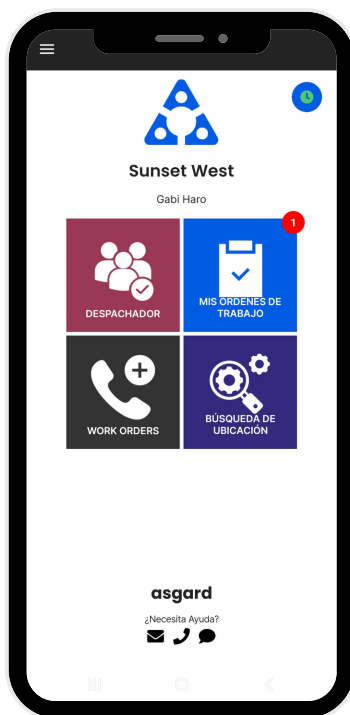 Sunset West
Gabi Haro
1
DESPACHADOR
MIS ORDENES DE
TRABAJO
WORK ORDERS
BÚSQUEDA DE
UBICACIÓN
asgard
¿Necesita Ayuda?